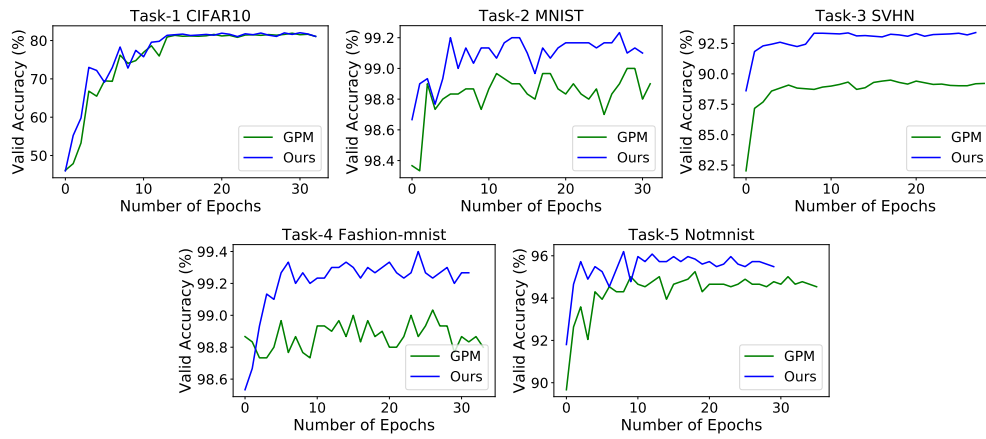 Task-1 CIFAR10
Valid Accuracy (%)
80
70
60
50
GPM
Ours
0 10 20 30
Number of Epochs
Task-2 MNIST
Valid Accuracy (%)
99.2
99.0
98.8
98.6
98.4
GPM
Ours
0 10 20 30
Number of Epochs
Task-3 SVHN
Valid Accuracy (%)
92.5
90.0
87.5
85.0
82.5
GPM
Ours
0 10 20
Number of Epochs
Task-4 Fashion-mnist
Valid Accuracy (%)
99.4
99.2
99.0
98.8
98.6
GPM
Ours
0 10 20 30
Number of Epochs
Task-5 Notmnist
Valid Accuracy (%)
96
94
92
90
GPM
Ours
0 10 20 30
Number of Epochs